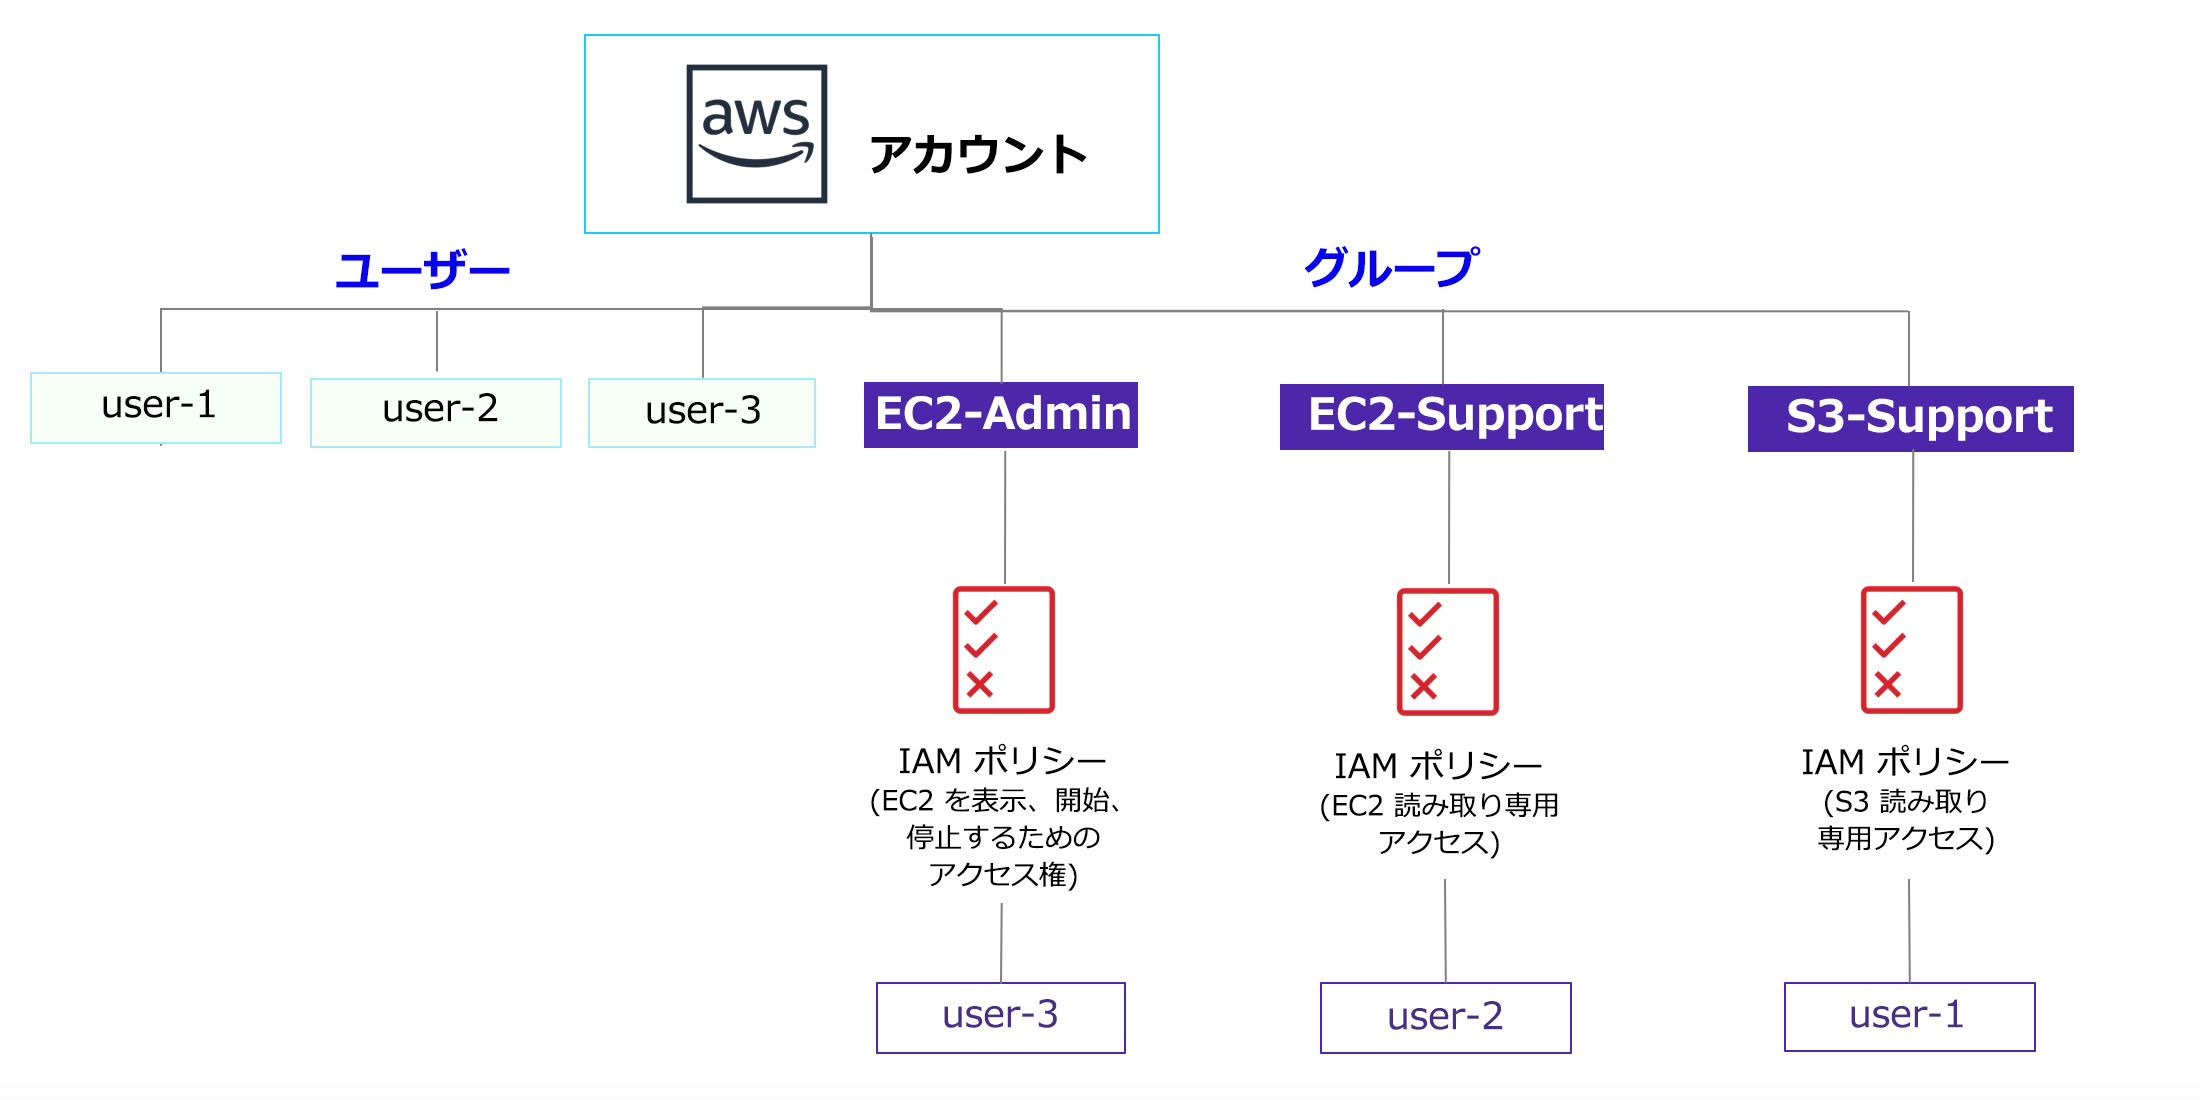 aws
アカウント
ユーザー
グループ
user-1
user-2
user-3
EC2-Admin
EC2-Support
S3-Support
IAM ポリシー
(EC2 を表示、開始、
停止するための
アクセス権)
IAM ポリシー
(EC2 読み取り専用
アクセス)
IAM ポリシー
(S3 読み取り
専用アクセス)
user-3
user-2
user-1